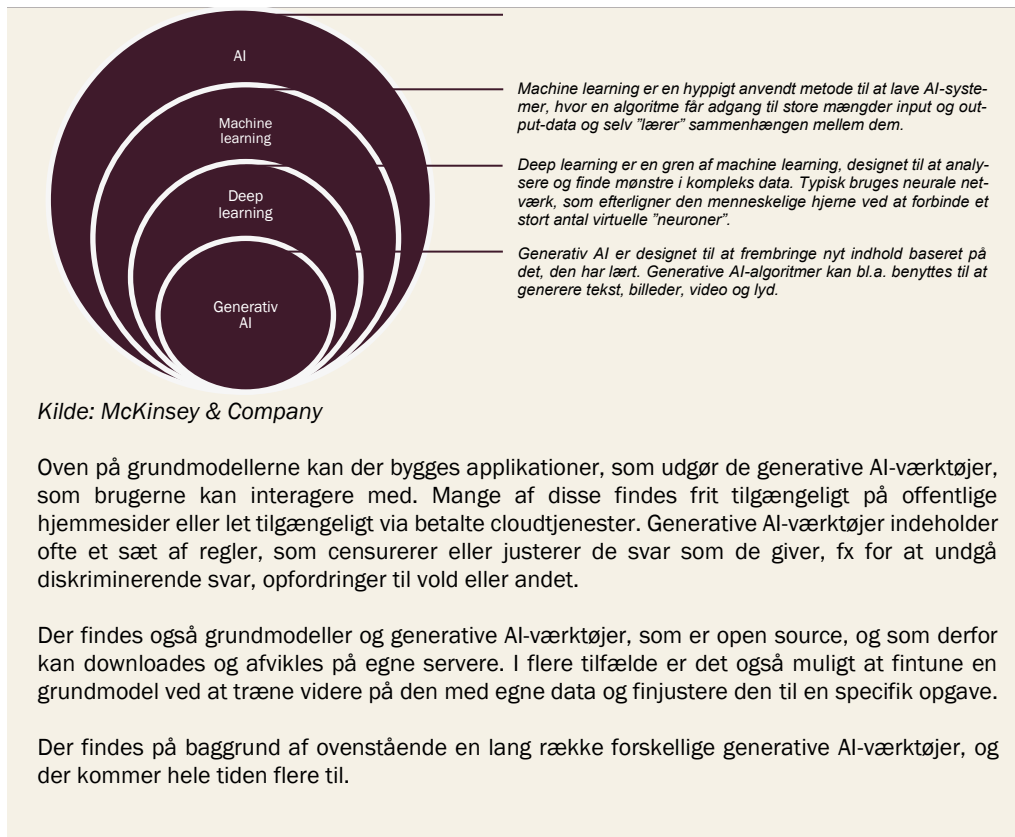 AI
Machine
learning
Deep
learning
Generativ
AI
Machine learning er en hyppigt anvendt metode til at lave AI-syste-
mer, hvor en algoritme får adgang til store mængder input og out-
put-data og selv ”lærer” sammenhængen mellem dem.
Deep learning er en gren af machine learning, designet til at analy-
sere og finde mønstre i kompleks data. Typisk bruges neurale net-
værk, som efterligner den menneskelige hjerne ved at forbinde et
stort antal virtuelle ”neuroner”.
Generativ AI er designet til at frembringe nyt indhold baseret på
det, den har lært. Generative AI-algoritmer kan bl.a. benyttes til at
generere tekst, billeder, video og lyd.
Kilde: McKinsey & Company
Oven på grundmodellerne kan der bygges applikationer, som udgør de generative AI-værktøjer,
som brugerne kan interagere med. Mange af disse findes frit tilgængeligt på offentlige
hjemmesider eller let tilgængeligt via betalte cloudtjenester. Generative AI-værktøjer indeholder
ofte et sæt af regler, som censurerer eller justerer de svar som de giver, fx for at undgå
diskriminerende svar, opfordringer til vold eller andet.
Der findes også grundmodeller og generative AI-værktøjer, som er open source, og som derfor
kan downloades og afvikles på egne servere. I flere tilfælde er det også muligt at fintune en
grundmodel ved at træne videre på den med egne data og finjustere den til en specifik opgave.
Der findes på baggrund af ovenstående en lang række forskellige generative AI-værktøjer, og
der kommer hele tiden flere til.